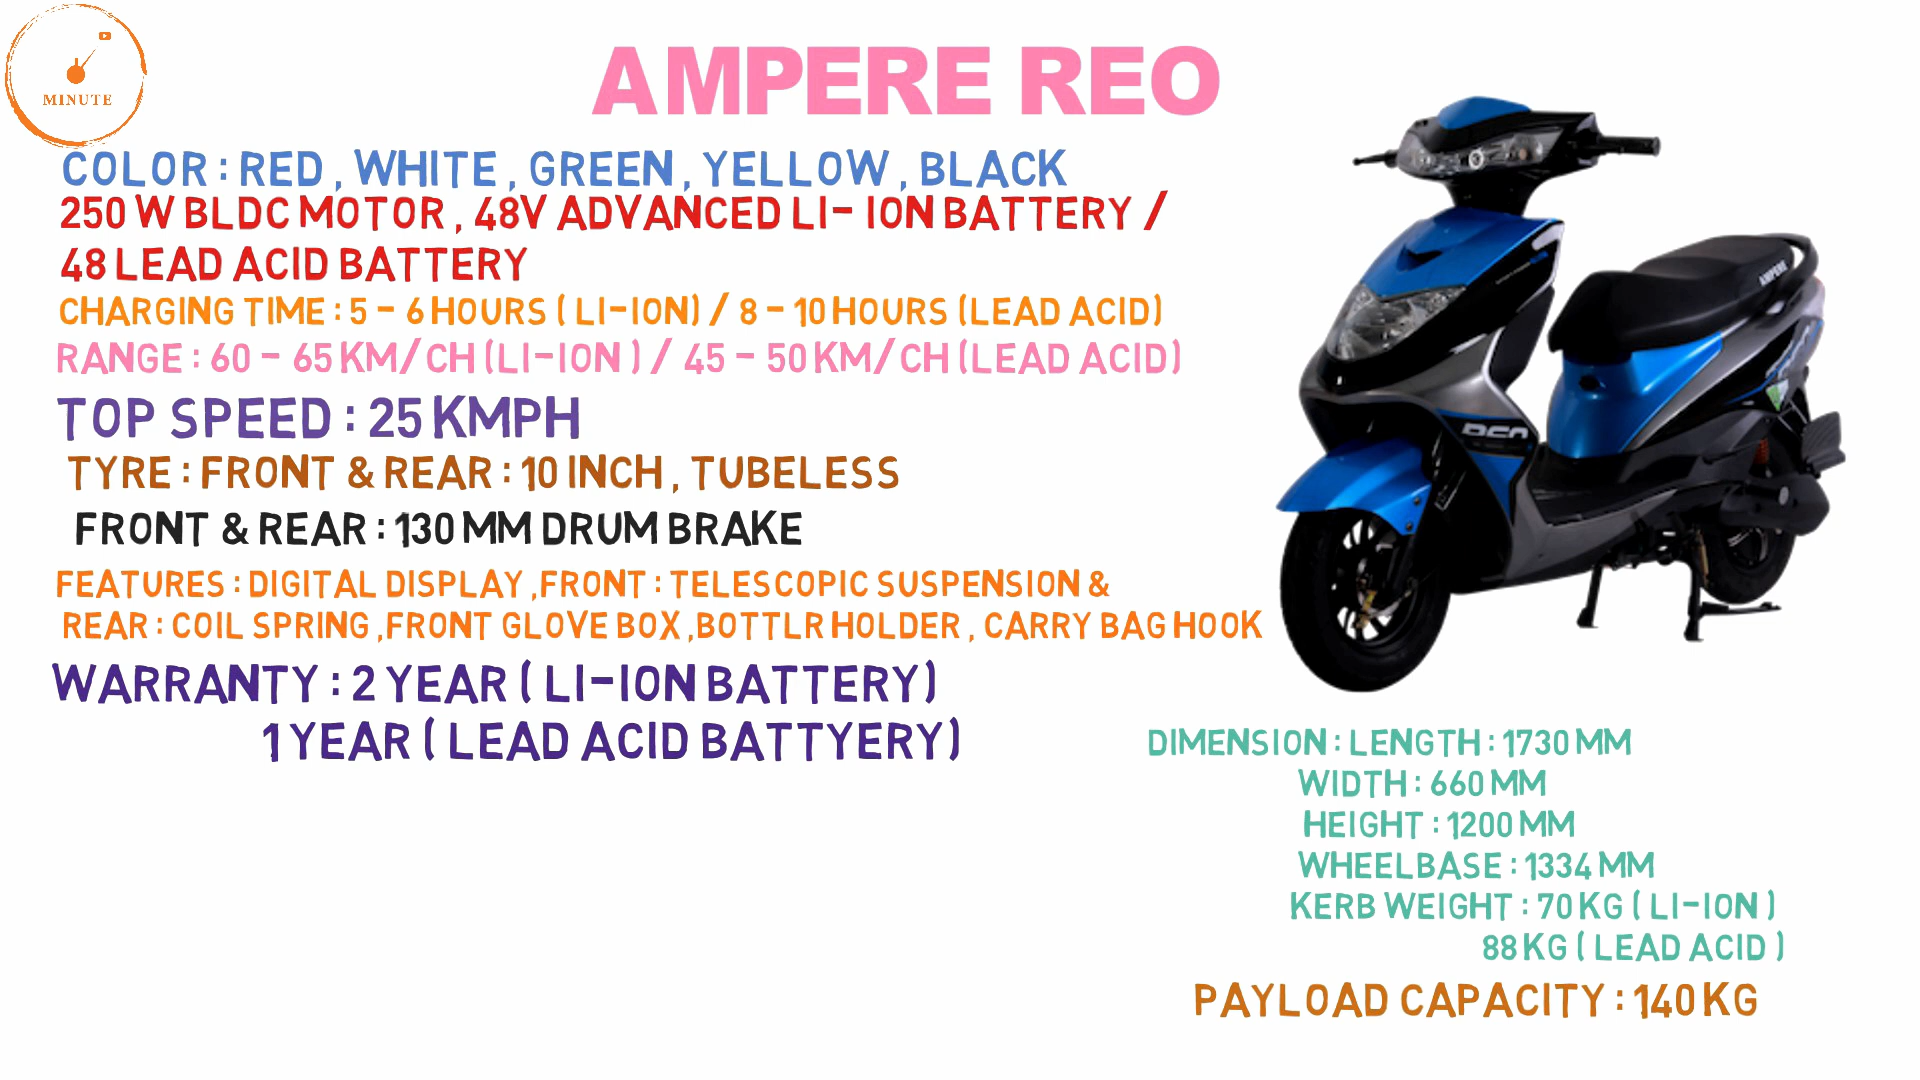 MINUTE
AMPERE REO
COLOR : RED , WHITE , GREEN , YELLOW , BLACK
250 W BLDC MOTOR , 48V ADVANCED LI- ION BATTERY /
48 LEAD ACID BATTERY
CHARGING TIME : 5 - 6 HOURS ( LI-ION) / 8 - 10 HOURS (LEAD ACID)
RANGE : 60 - 65 KM/CH (LI-ION ) / 45 - 50 KM/CH (LEAD ACID)
TOP SPEED : 25 KMPH
TYRE : FRONT & REAR : 10 INCH , TUBELESS
FRONT & REAR : 130 MM DRUM BRAKE
FEATURES : DIGITAL DISPLAY ,FRONT : TELESCOPIC SUSPENSION &
REAR : COIL SPRING ,FRONT GLOVE BOX ,BOTTLR HOLDER , CARRY BAG HOOK
WARRANTY : 2 YEAR ( LI-ION BATTERY)
1 YEAR ( LEAD ACID BATTYERY)
AMPERE
REO
DIMENSION : LENGTH : 1730 MM
WIDTH : 660 MM
HEIGHT : 1200 MM
WHEELBASE : 1334 MM
KERB WEIGHT : 70 KG ( LI-ION )
88 KG ( LEAD ACID )
PAYLOAD CAPACITY : 140 KG